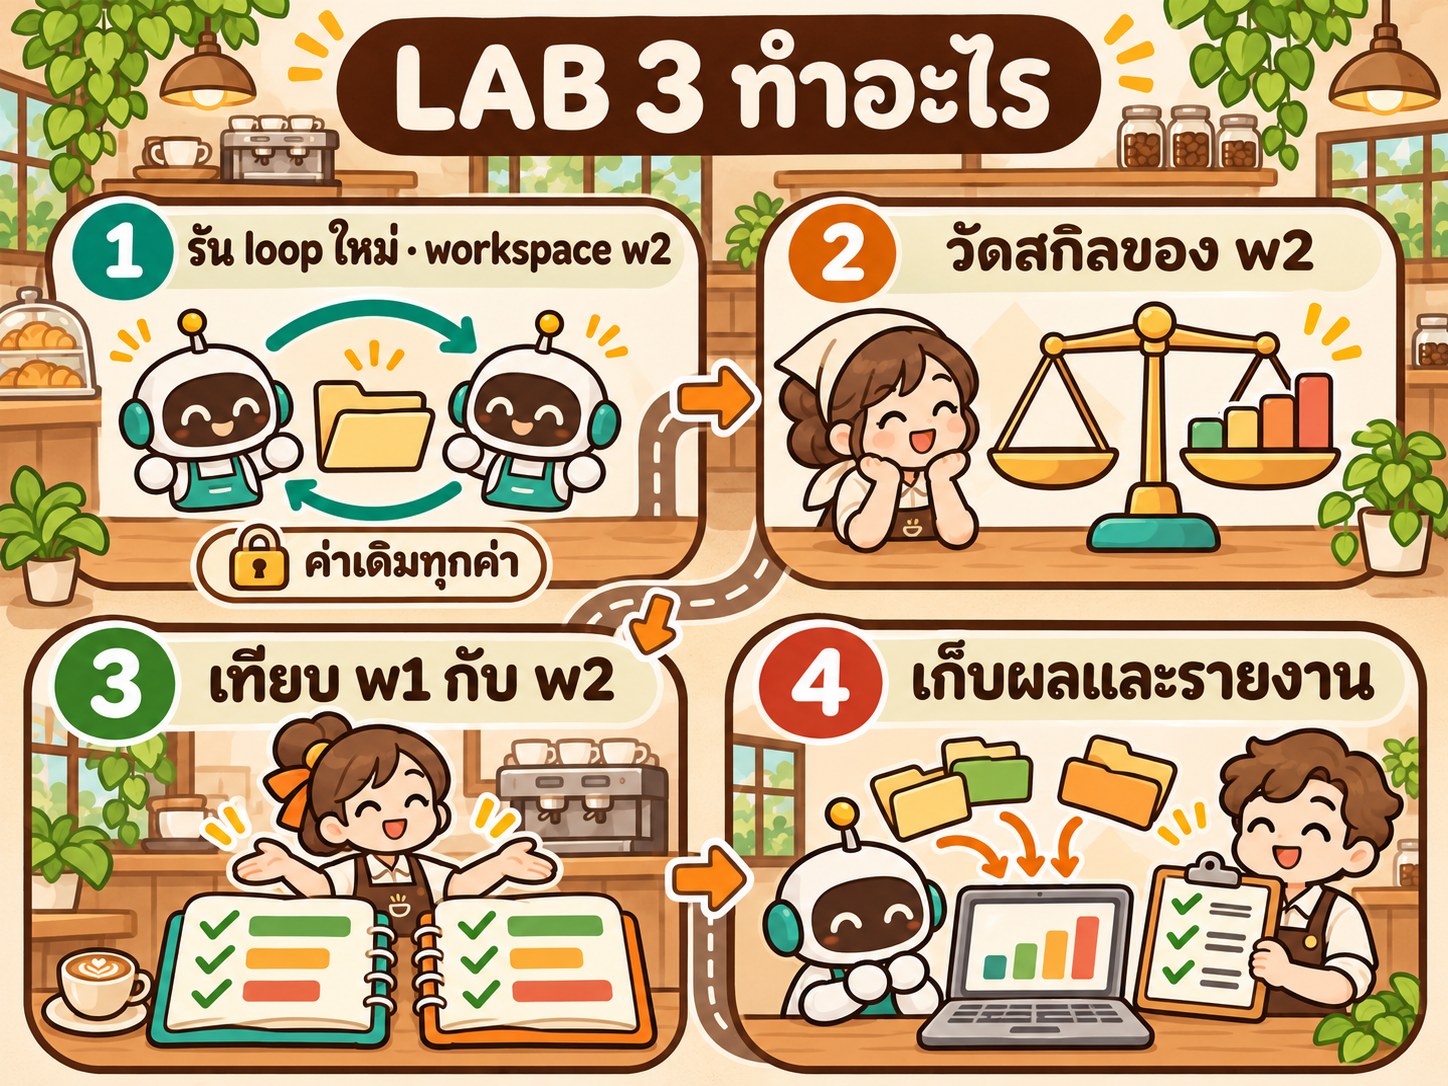 LAB 3 ทำอะไร
1 รัน loop ใหม่ · workspace w2
ค่าเดิมทุกค่า
2 วัดสกิลของ w2
3 เทียบ w1 กับ w2
4 เก็บผลและรายงาน